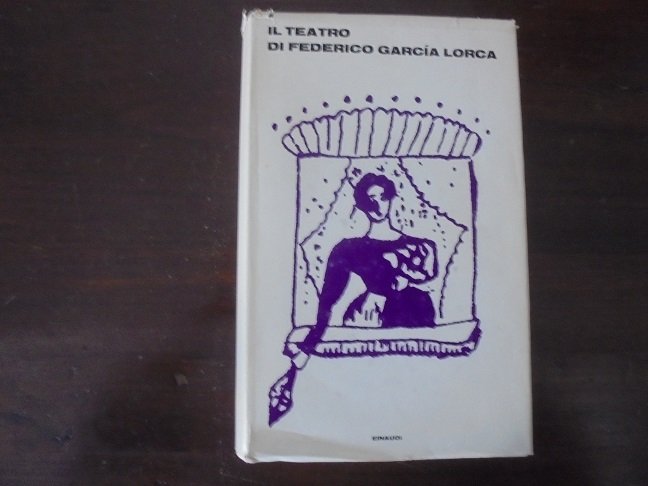 IL TEATRO
DI FEDERICO GARCÍA LORCA
EINAUDI